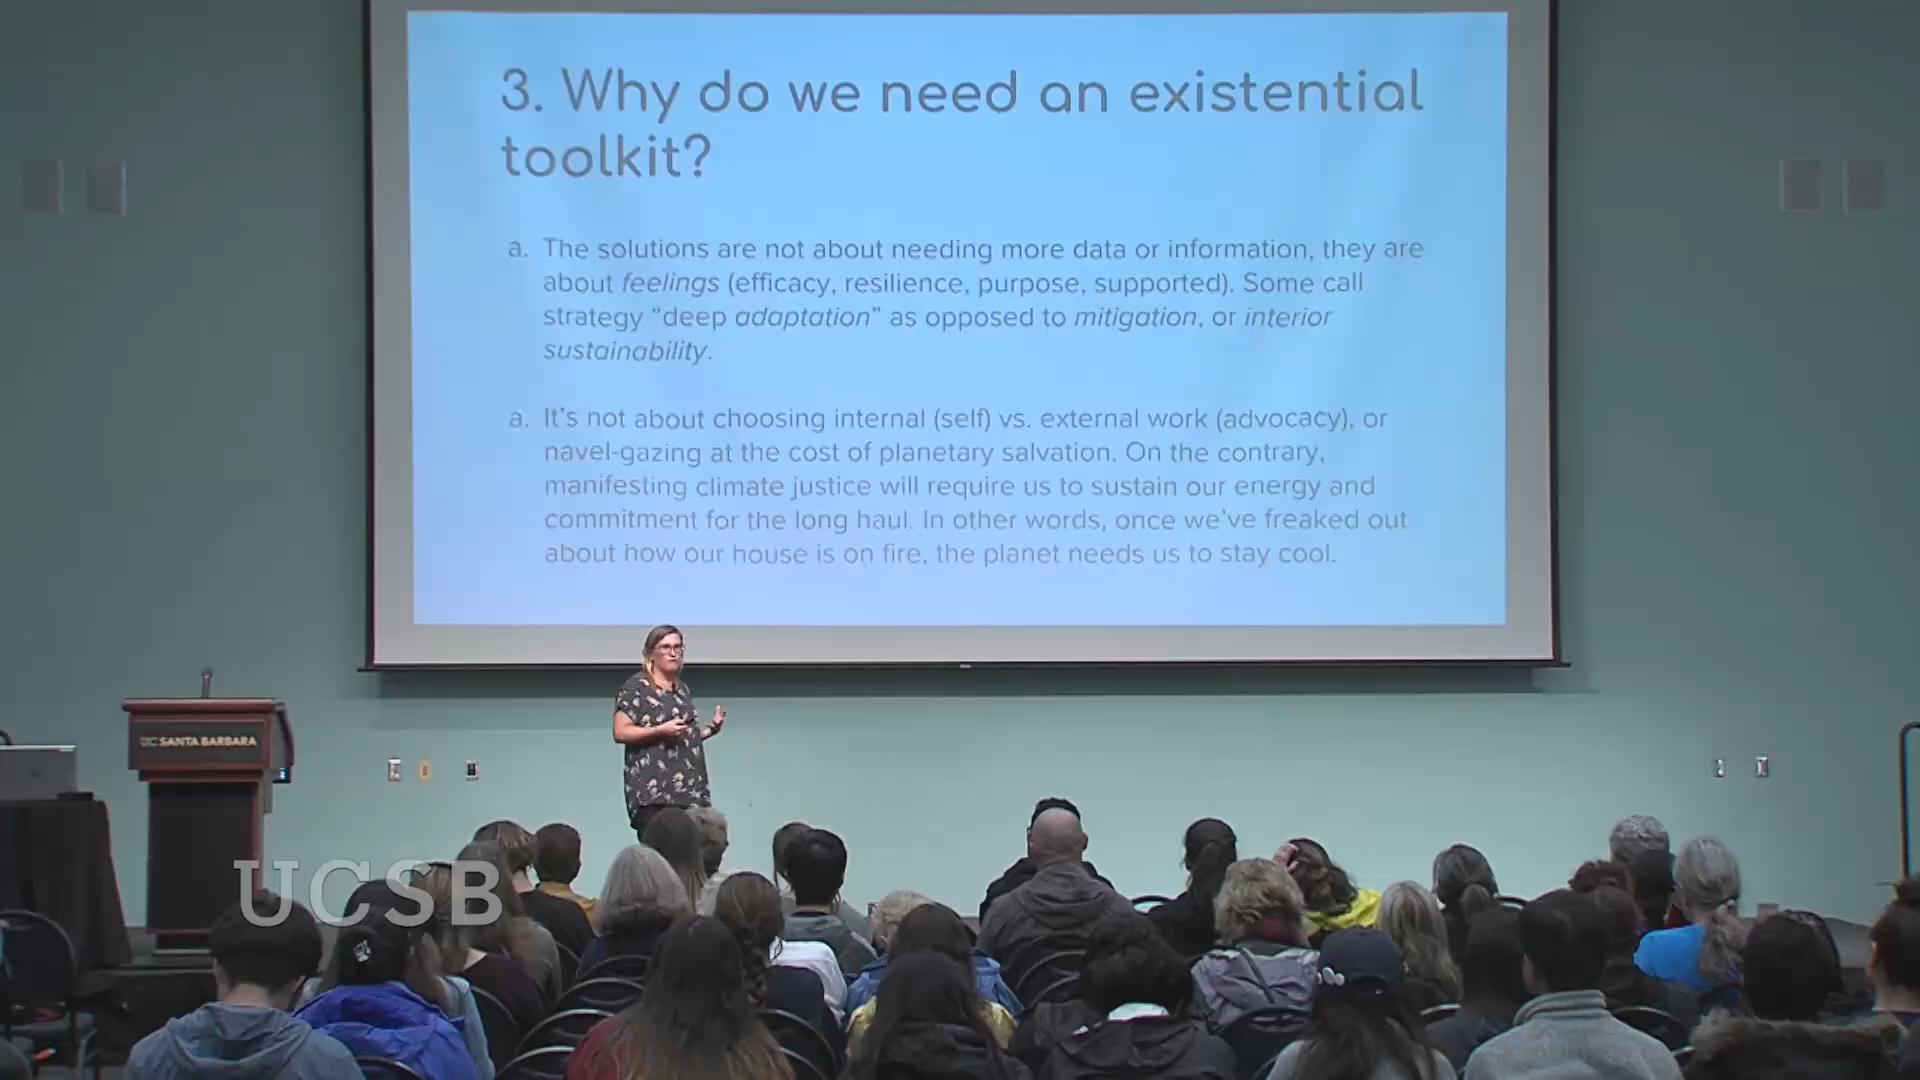 3. Why do we need an existential
toolkit?
a. The solutions are not about needing more data or information, they are
about feelings (efficacy, resilience, purpose, supported). Some call
strategy “deep adaptation” as opposed to mitigation, or interior
sustainability.
a. It’s not about choosing internal (self) vs. external work (advocacy), or
navel-gazing at the cost of planetary salvation. On the contrary,
manifesting climate justice will require us to sustain our energy and
commitment for the long haul. In other words, once we’ve freaked out
about how our house is on fire, the planet needs us to stay cool.
UC SANTA BARBARA
UCSB